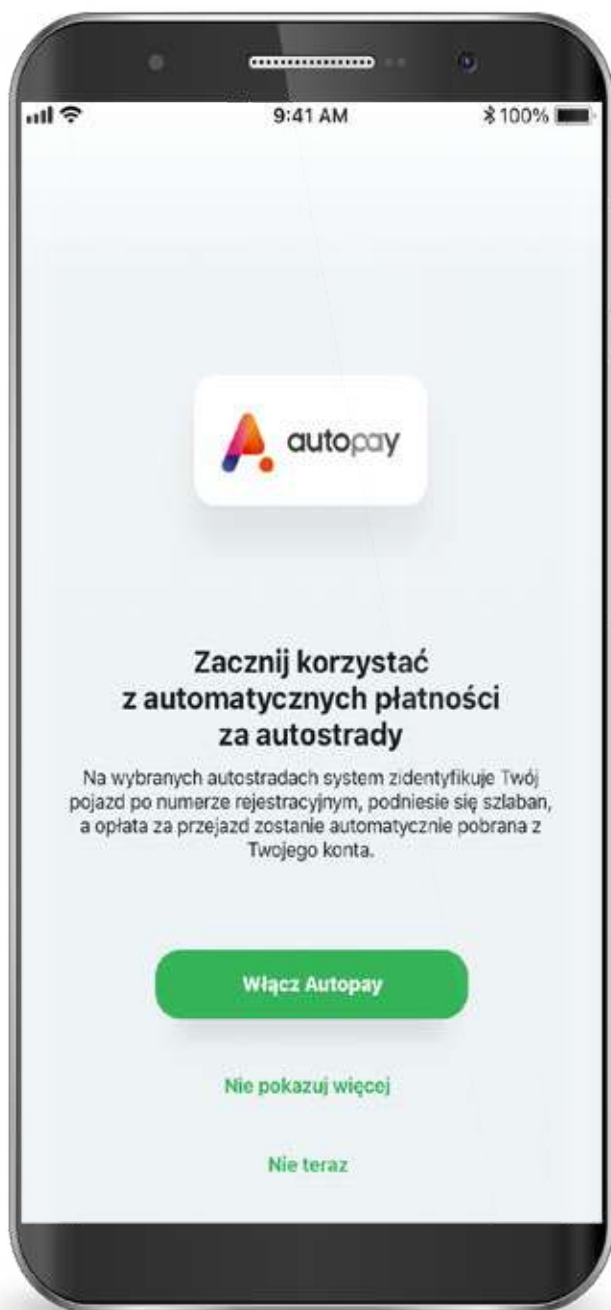 9:41 AM
100%
autopay
Zacznij korzystać
z automatycznych płatności
za autostrady
Na wybranych autostradach system zidentyfikuje Twój
pojazd po numerze rejestracyjnym, podniesie się szlaban,
a opłata za przejazd zostanie automatycznie pobrana z
Twojego konta.
Włącz Autopay
Nie pokazuj więcej
Nie teraz